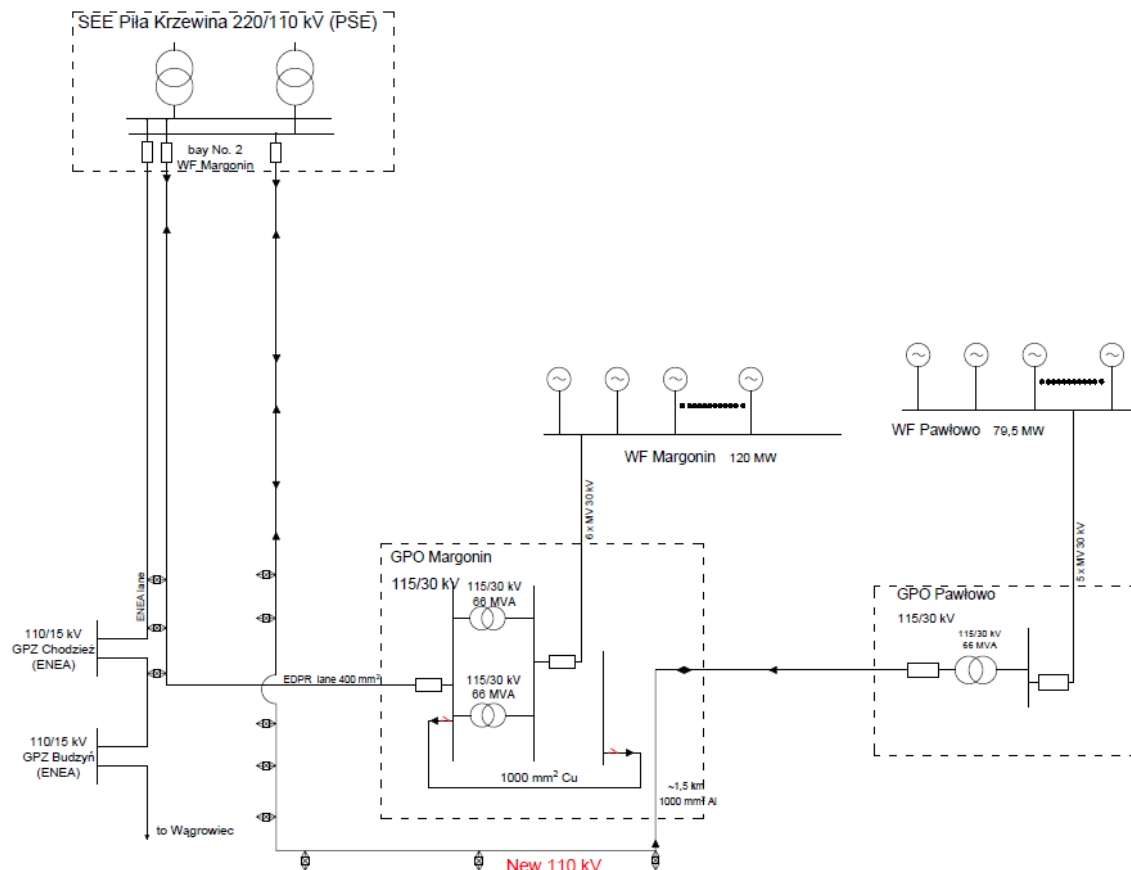 SEE Piła Krzewina 220/110 kV (PSE)
bay No. 2
WF Margonin
WF Margonin 120 MW
WF Pawłowo 79,5 MW
6 x MV 30 kV
5 x MV 30 kV
ENEA lane
GPO Margonin
115/30 kV
115/30 kV
66 MVA
115/30 kV
66 MVA
GPO Pawłowo
115/30 kV
115/30 kV
66 MVA
110/15 kV
GPZ Chodzież
(ENEA)
EDPR lane 400 mm²
110/15 kV
GPZ Budzyń
(ENEA)
1000 mm² Cu
~1,5 km
1000 mm² Al
to Wągrowiec
New 110 kV